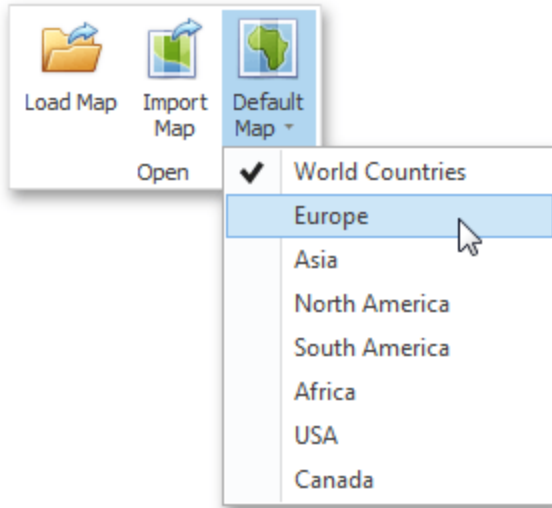 Load Map
Import
Map
Default
Map
Open
World Countries
Europe
Asia
North America
South America
Africa
USA
Canada